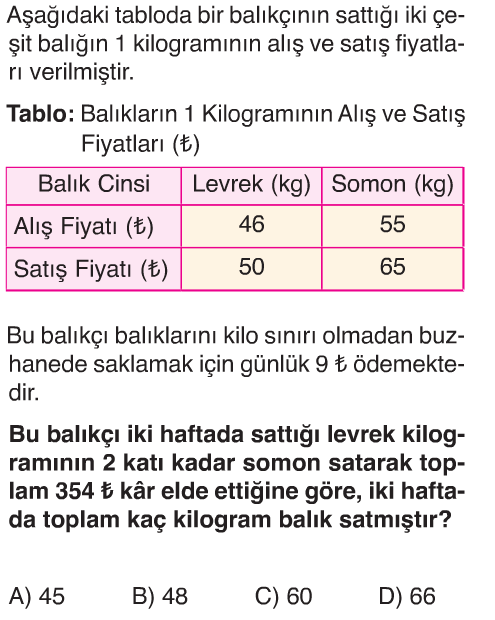 Aşağıdaki tabloda bir balıkçının sattığı iki çe-
şit balığın 1 kilogramının alış ve satış fiyatla-
rı verilmiştir.
Tablo: Balıkların 1 Kilogramının Alış ve Satış
Fiyatları (₺)
Balık Cinsi Levrek (kg) Somon (kg)
Alış Fiyatı (₺) 46 55
Satış Fiyatı (₺) 50 65
Bu balıkçı balıklarını kilo sınırı olmadan buz-
hanede saklamak için günlük 9 ₺ ödemekte-
dir.
Bu balıkçı iki haftada sattığı levrek kilog-
ramının 2 katı kadar somon satarak top-
lam 354 ₺ kâr elde ettiğine göre, iki hafta-
da toplam kaç kilogram balık satmıştır?
A) 45 B) 48 C) 60 D) 66